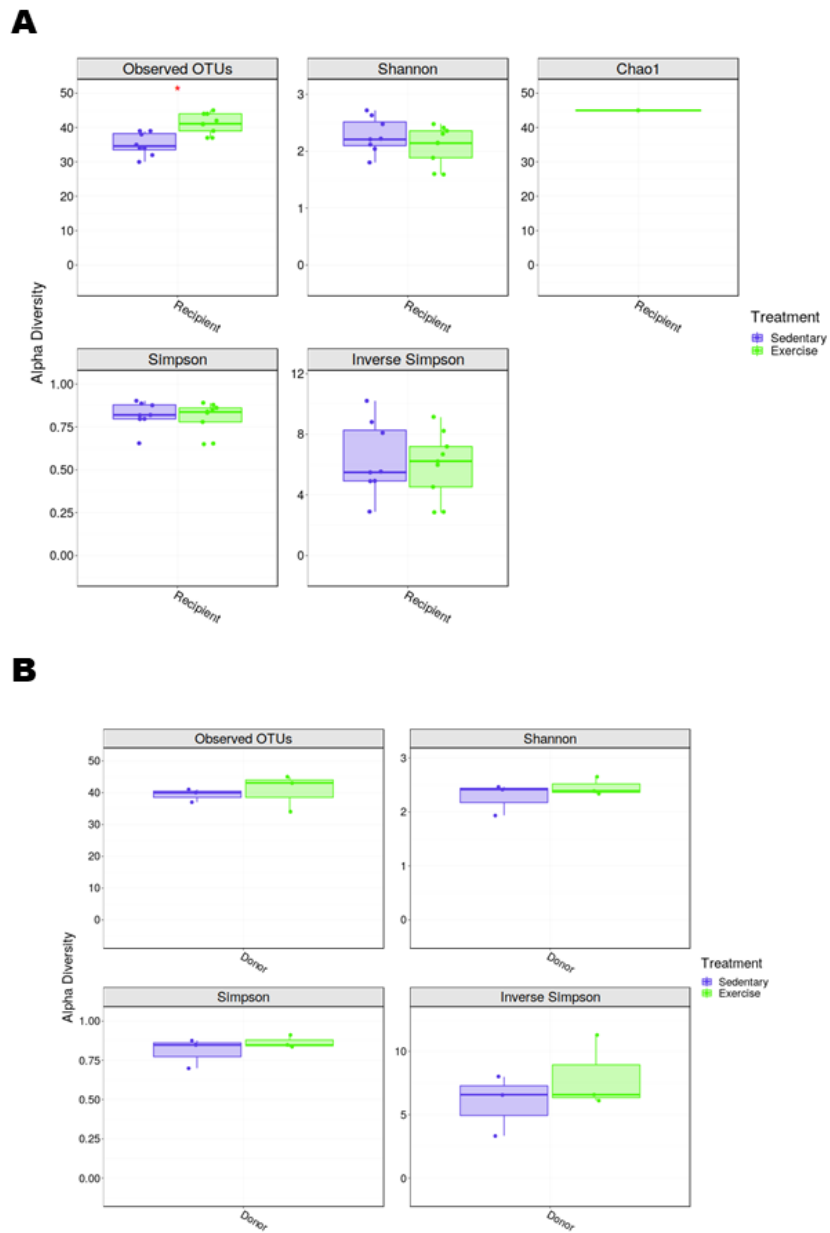 A
Observed OTUs Shannon Chao1
50 3 50
40 40
30 2 30
20 1 20
10 10
0 0 0
Recipient Recipient Recipient
Alpha Diversity
Treatment
Sedentary
Exercise
Simpson Inverse Simpson
1.00 12
0.75 8
0.50 4
0.25
0.00 0
Recipient Recipient
B
Observed OTUs Shannon
50 3
40
30 2
20 1
10
0 0
Donor Donor
Alpha Diversity
Treatment
Sedentary
Exercise
Simpson Inverse Simpson
1.00 10
0.75
0.50 5
0.25
0.00 0
Donor Donor